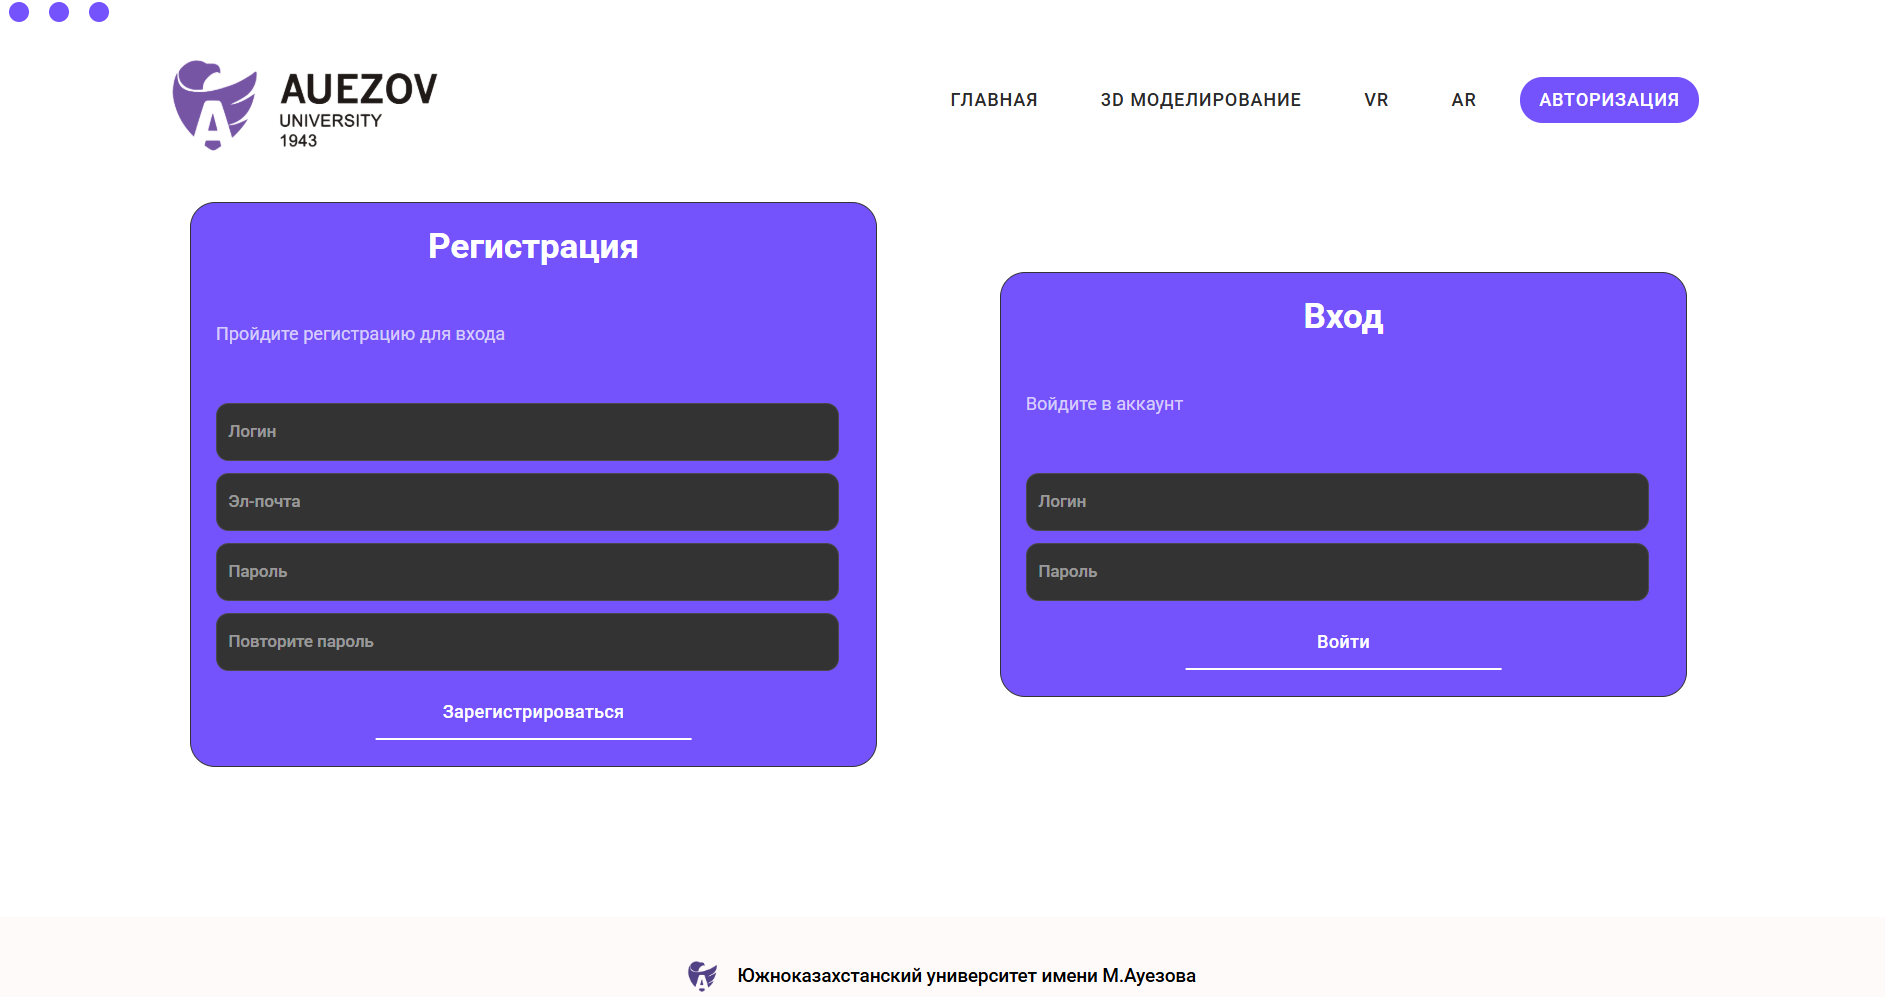 AUEZOV
UNIVERSITY
1943
ГЛАВНАЯ
3D МОДЕЛИРОВАНИЕ
VR
AR
АВТОРИЗАЦИЯ
Регистрация
Пройдите регистрацию для входа
Логин
Эл-почта
Пароль
Повторите пароль
Зарегистрироваться
Вход
Войдите в аккаунт
Логин
Пароль
Войти
Южноказахстанский университет имени М.Ауезова